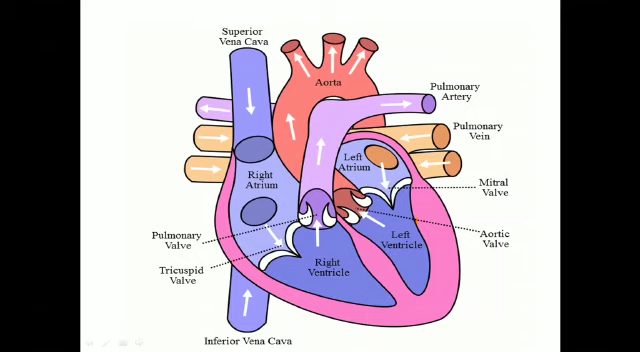 Superior
Vena Cava
Aorta
Pulmonary
Artery
Pulmonary
Vein
Left
Atrium
Right
Atrium
Mitral
Valve
Pulmonary
Valve
Left
Ventricle
Aortic
Valve
Tricuspid
Valve
Right
Ventricle
Inferior Vena Cava